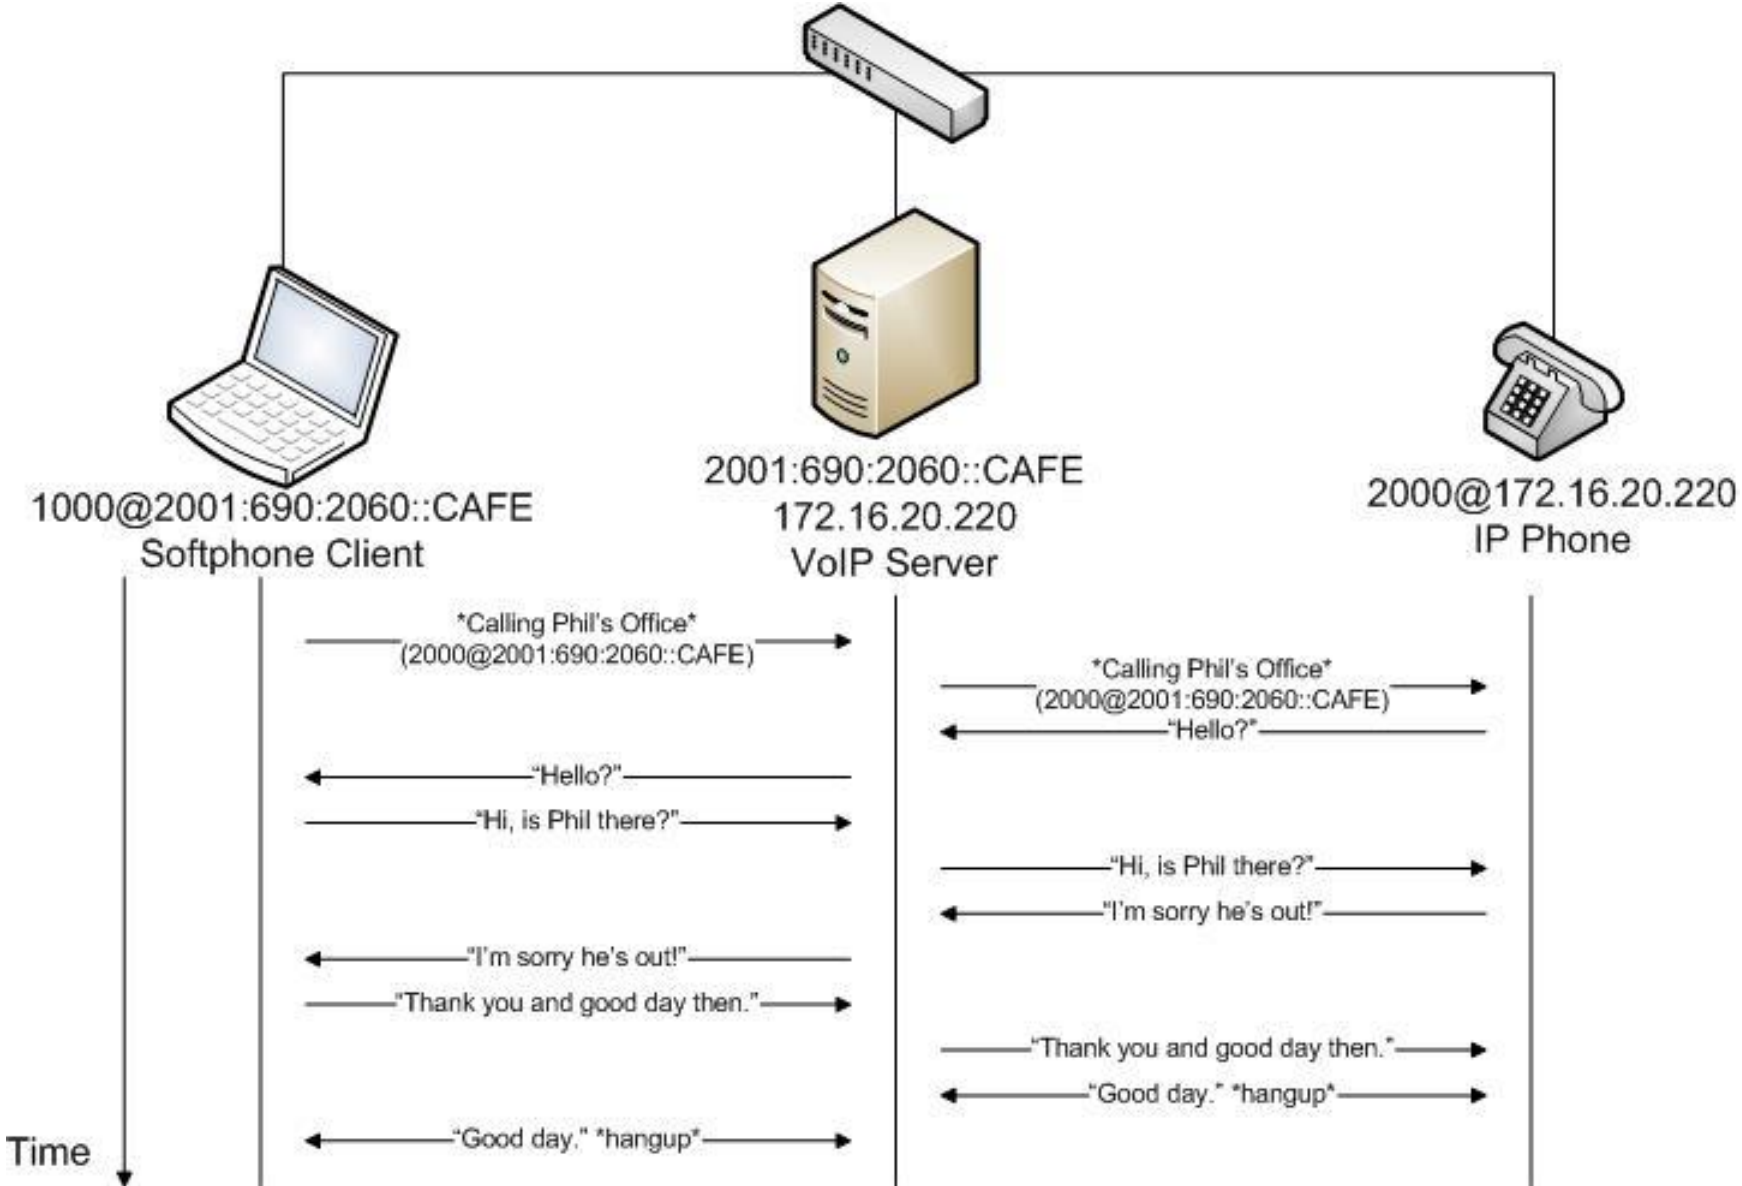 1000@2001:690:2060::CAFE
Softphone Client
2001:690:2060::CAFE
172.16.20.220
VoIP Server
2000@172.16.20.220
IP Phone
*Calling Phil's Office*
(2000@2001:690:2060::CAFE)
*Calling Phil's Office*
(2000@2001:690:2060::CAFE)
“Hello?”
“Hello?”
“Hi, is Phil there?”
“Hi, is Phil there?”
“I'm sorry he's out!”
“I'm sorry he's out!”
“Thank you and good day then.”
“Thank you and good day then.”
“Good day.” *hangup*
“Good day.” *hangup*
Time